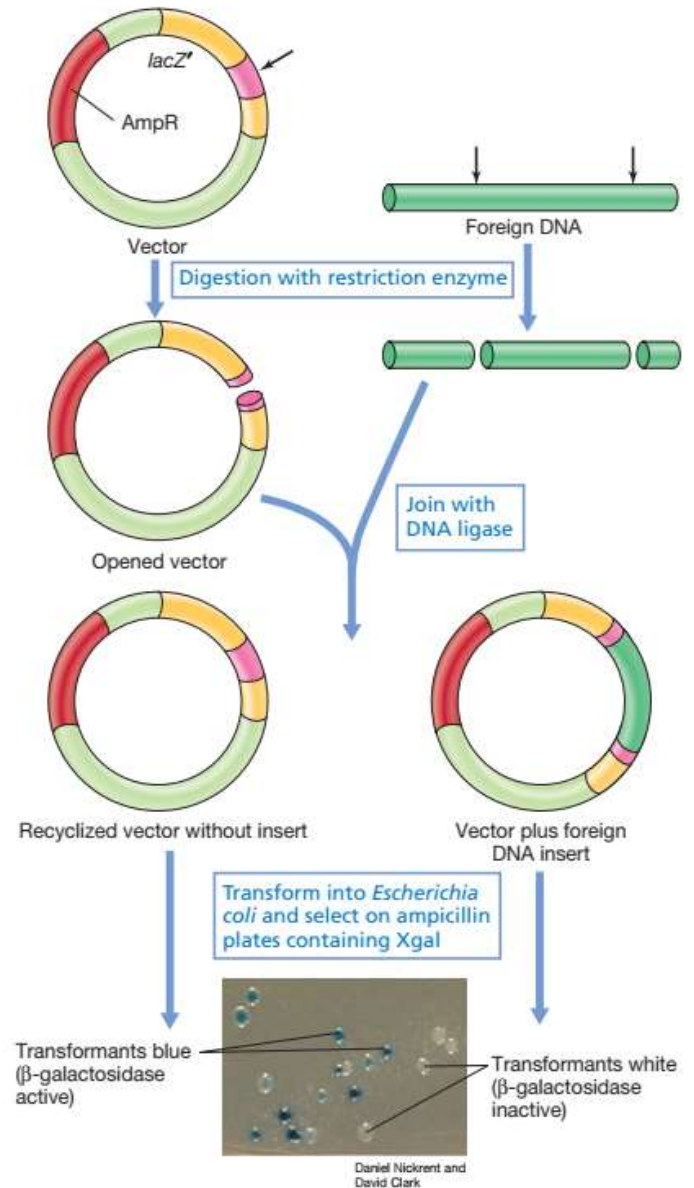 lacZ′
AmpR
Vector
Foreign DNA
Digestion with restriction enzyme
Opened vector
Join with
DNA ligase
Recyclized vector without insert
Vector plus foreign
DNA insert
Transform into Escherichia
coli and select on ampicillin
plates containing Xgal
Transformants blue
(β-galactosidase
active)
Transformants white
(β-galactosidase
inactive)
Daniel Nickrent and
David Clark